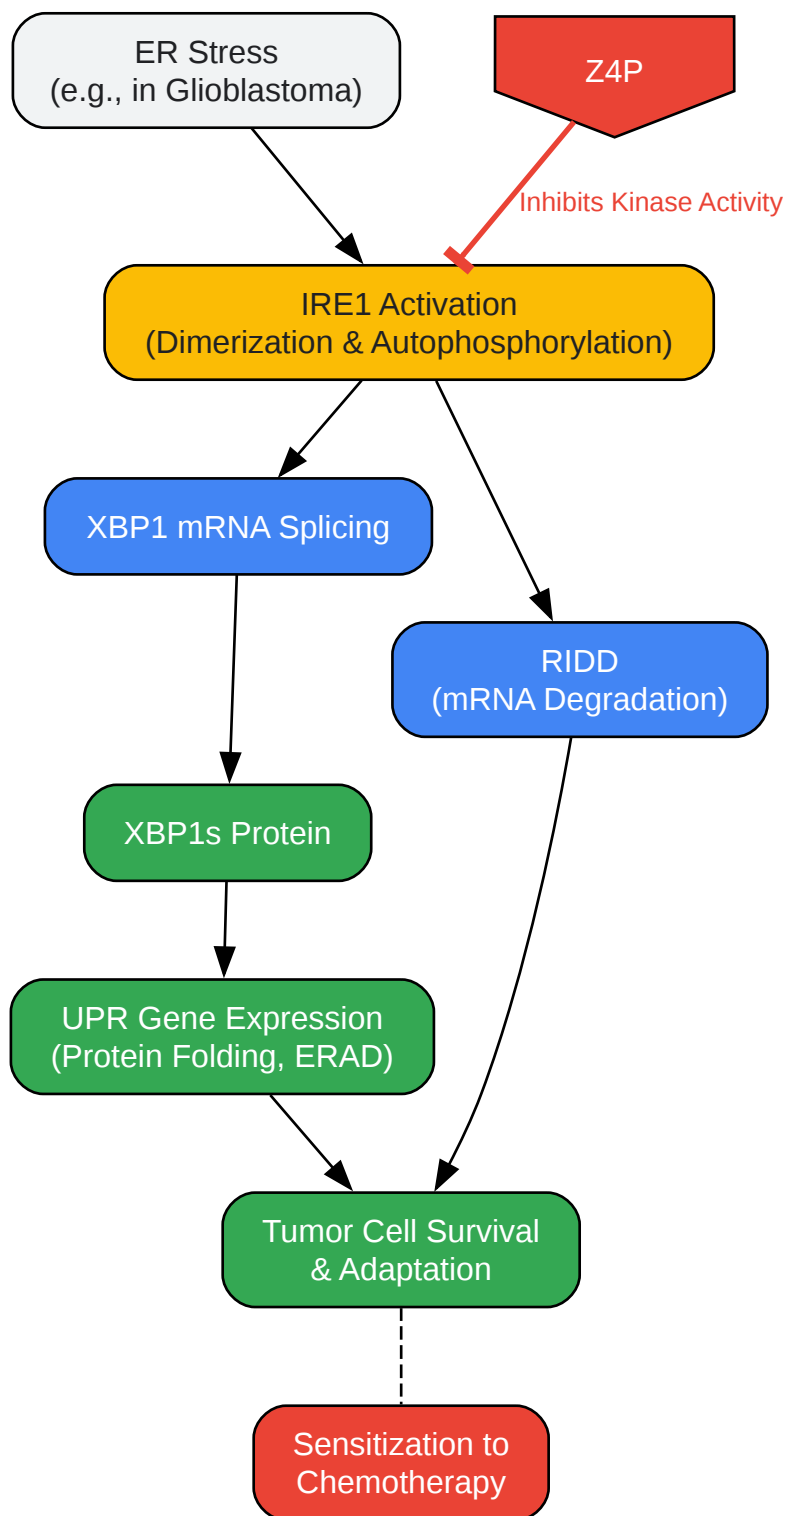 ER Stress
(e.g., in Glioblastoma)
Z4P
Inhibits Kinase Activity
IRE1 Activation
(Dimerization & Autophosphorylation)
XBP1 mRNA Splicing
RIDD
(mRNA Degradation)
XBP1s Protein
UPR Gene Expression
(Protein Folding, ERAD)
Tumor Cell Survival
& Adaptation
Sensitization to
Chemotherapy